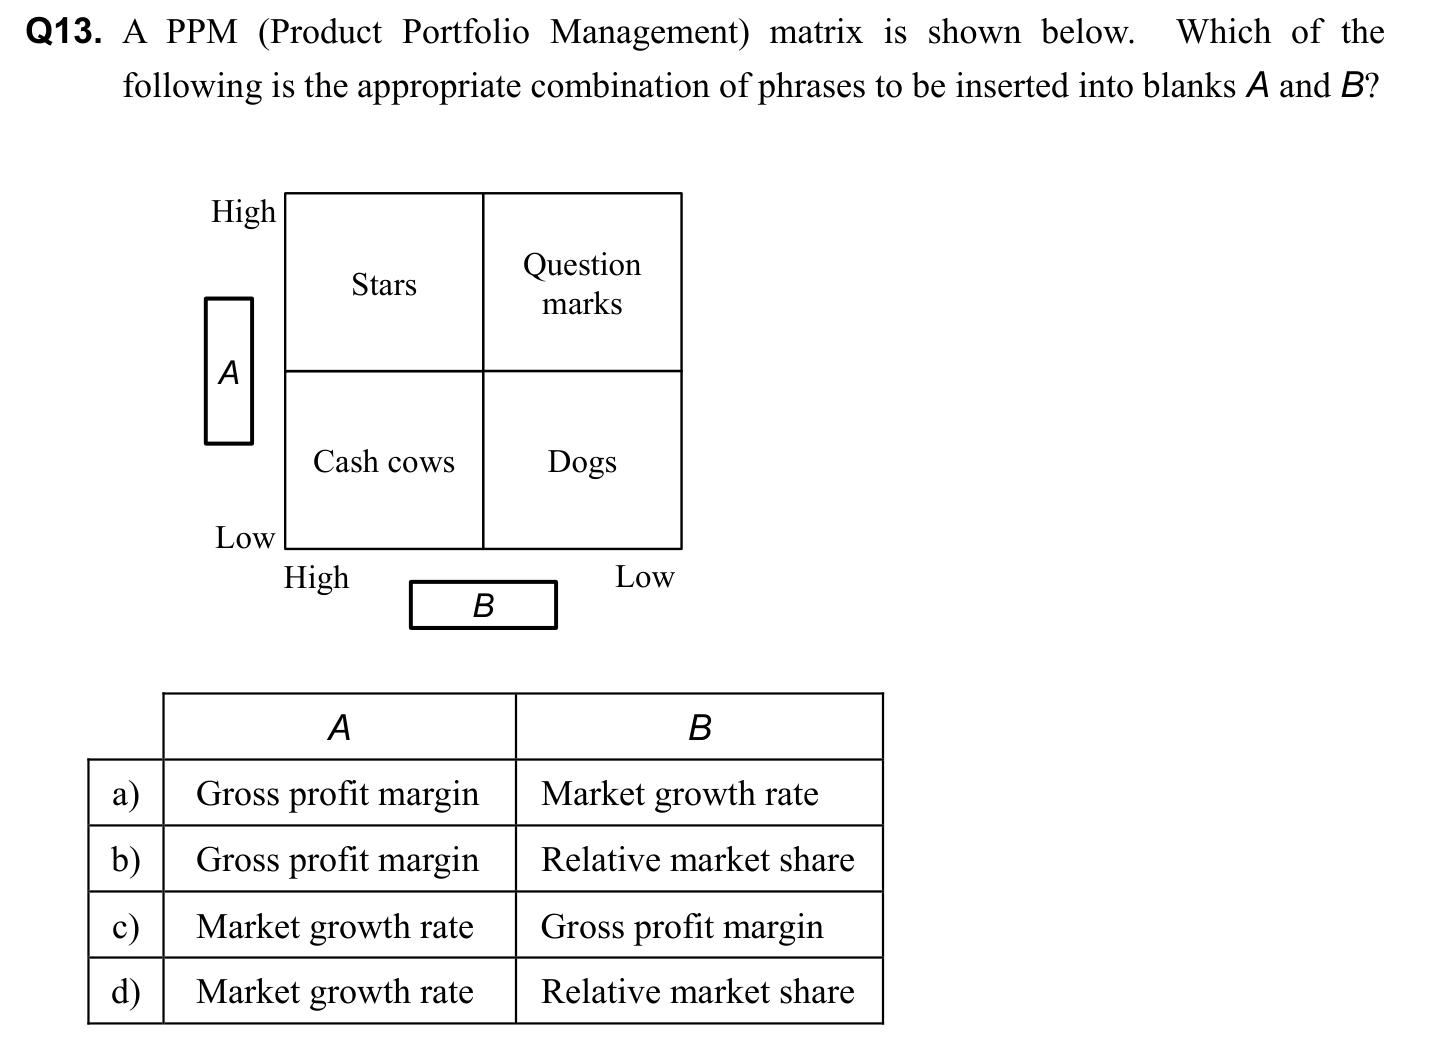 Q13. A PPM (Product Portfolio Management) matrix is shown below. Which of the
following is the appropriate combination of phrases to be inserted into blanks A and B?
High
Stars
Question
marks
A
Cash cows
Dogs
Low
High
Low
B
A B
a) Gross profit margin Market growth rate
b) Gross profit margin Relative market share
c) Market growth rate Gross profit margin
d) Market growth rate Relative market share